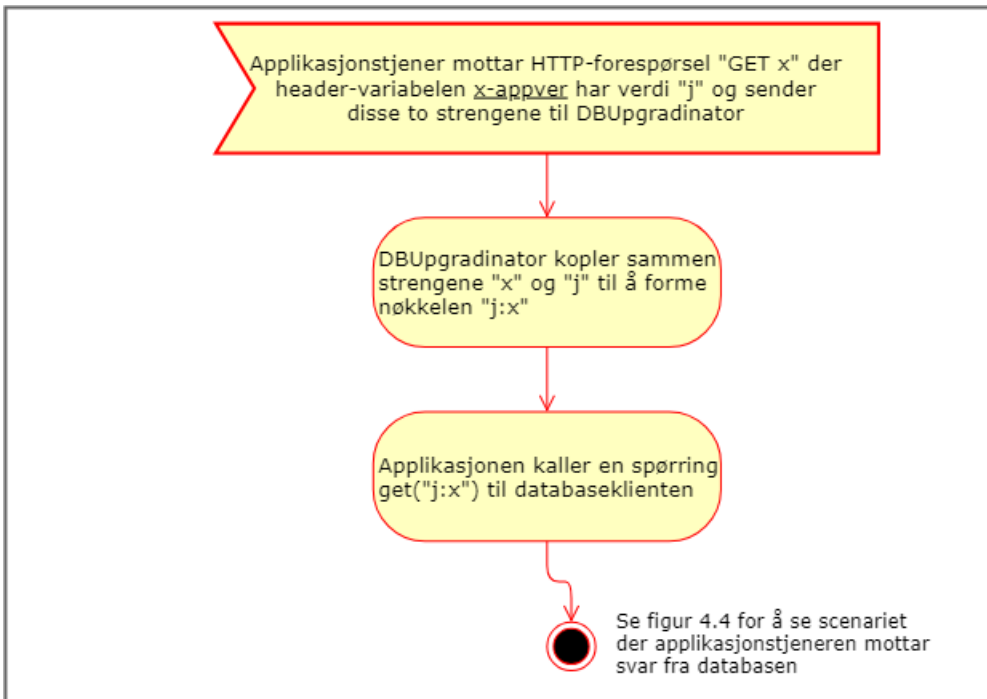 Applikasjonstjener mottar HTTP-forespørsel "GET x" der
header-variabelen x-appver har verdi "j" og sender
disse to strengene til DBUpgradinator
DBUpgradinator kopler sammen
strengene "x" og "j" til å forme
nøkkelen "j:x"
Applikasjonen kaller en spørring
get("j:x") til databaseklienten
Se figur 4.4 for å se scenariet
der applikasjonstjeneren mottar
svar fra databasen